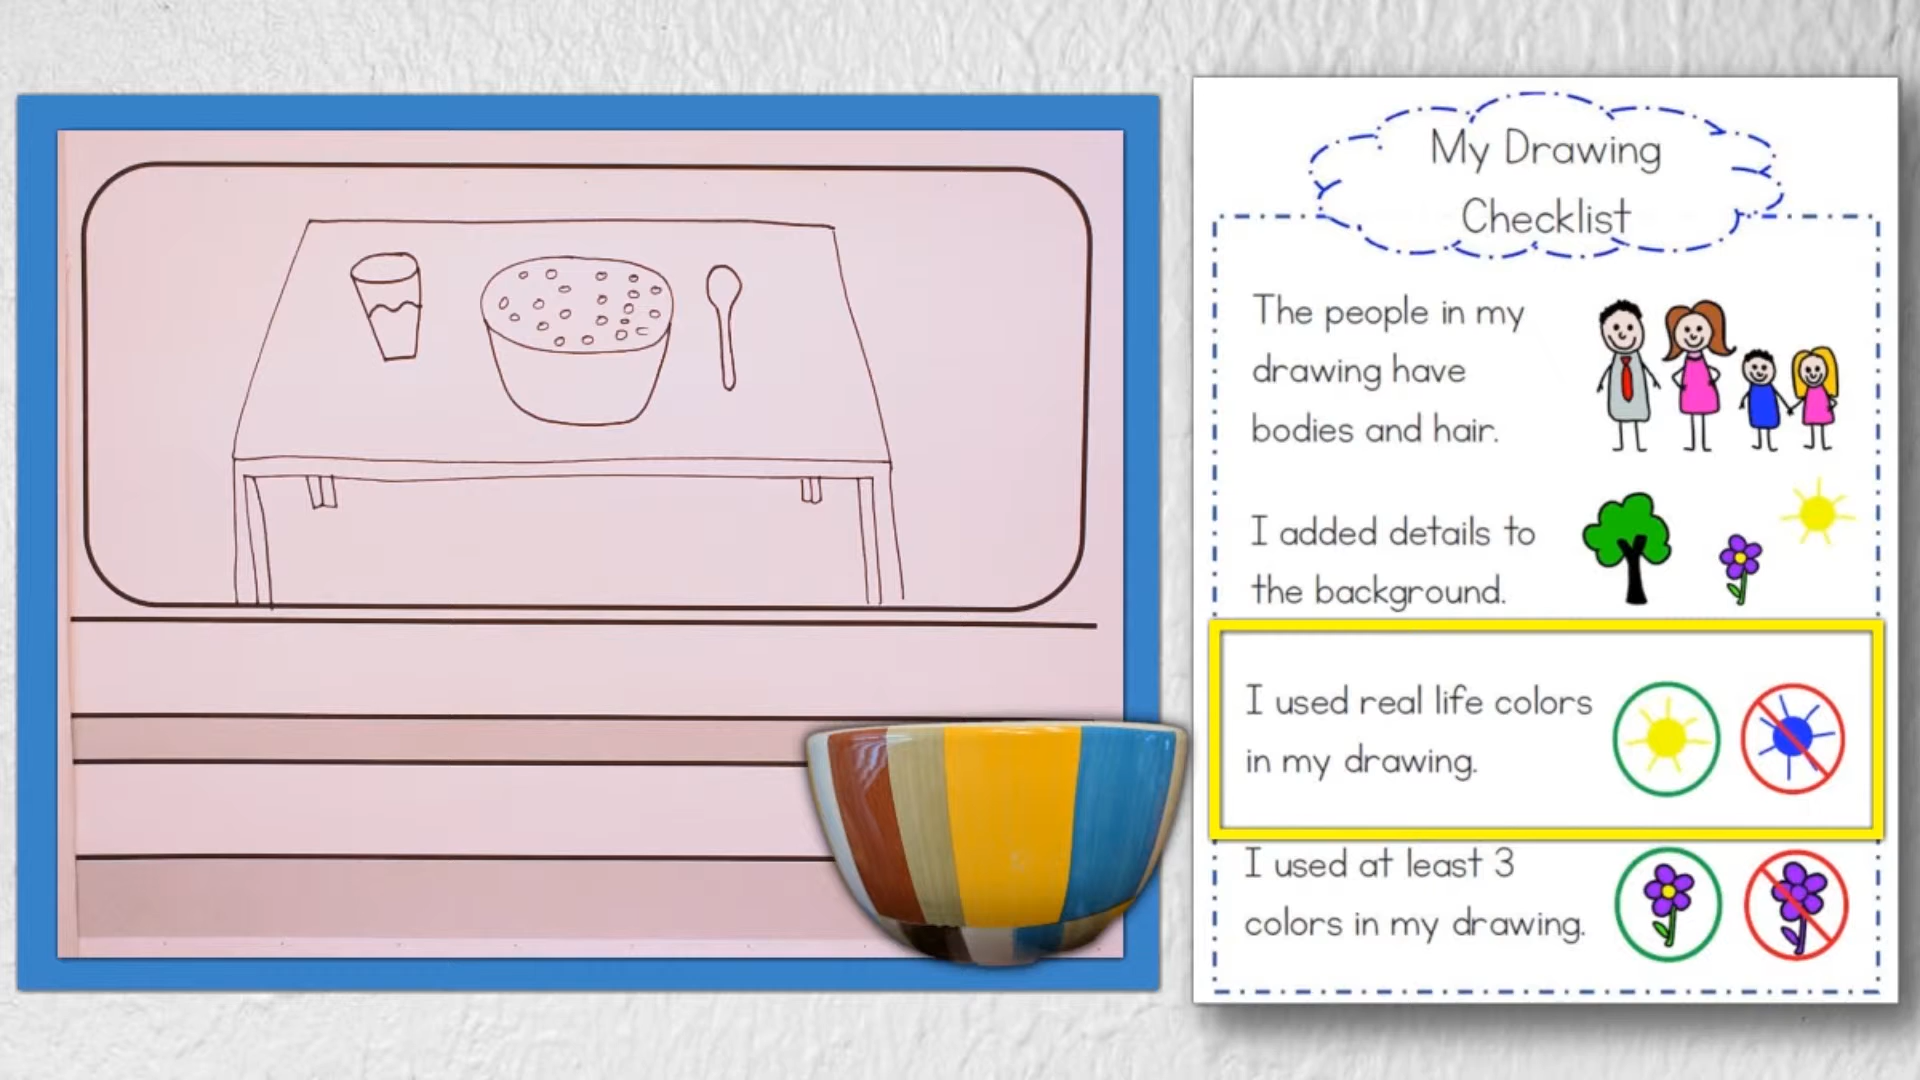 My Drawing
Checklist
The people in my
drawing have
bodies and hair.
I added details to
the background.
I used real life colors
in my drawing.
I used at least 3
colors in my drawing.